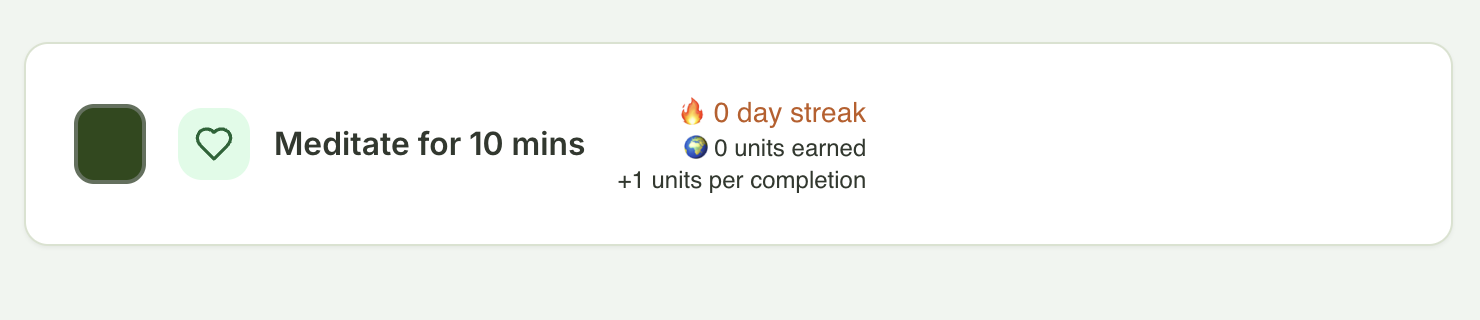 Meditate for 10 mins
🔥 0 day streak
🌍 0 units earned
+1 units per completion